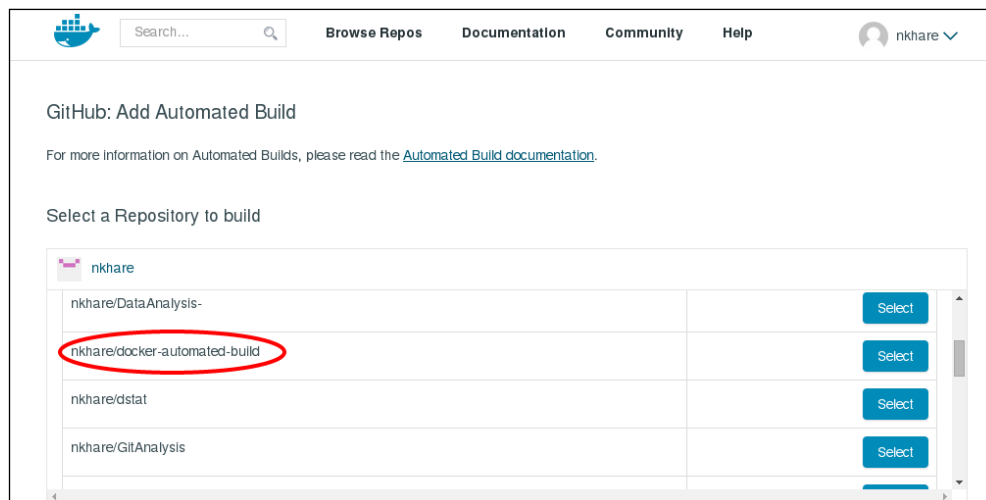 Search...
Browse Repos
Documentation
Community
Help
nkhare
GitHub: Add Automated Build
For more information on Automated Builds, please read the Automated Build documentation.
Select a Repository to build
nkhare
nkhare/DataAnalysis-
Select
nkhare/docker-automated-build
Select
nkhare/dstat
Select
nkhare/GitAnalysis
Select